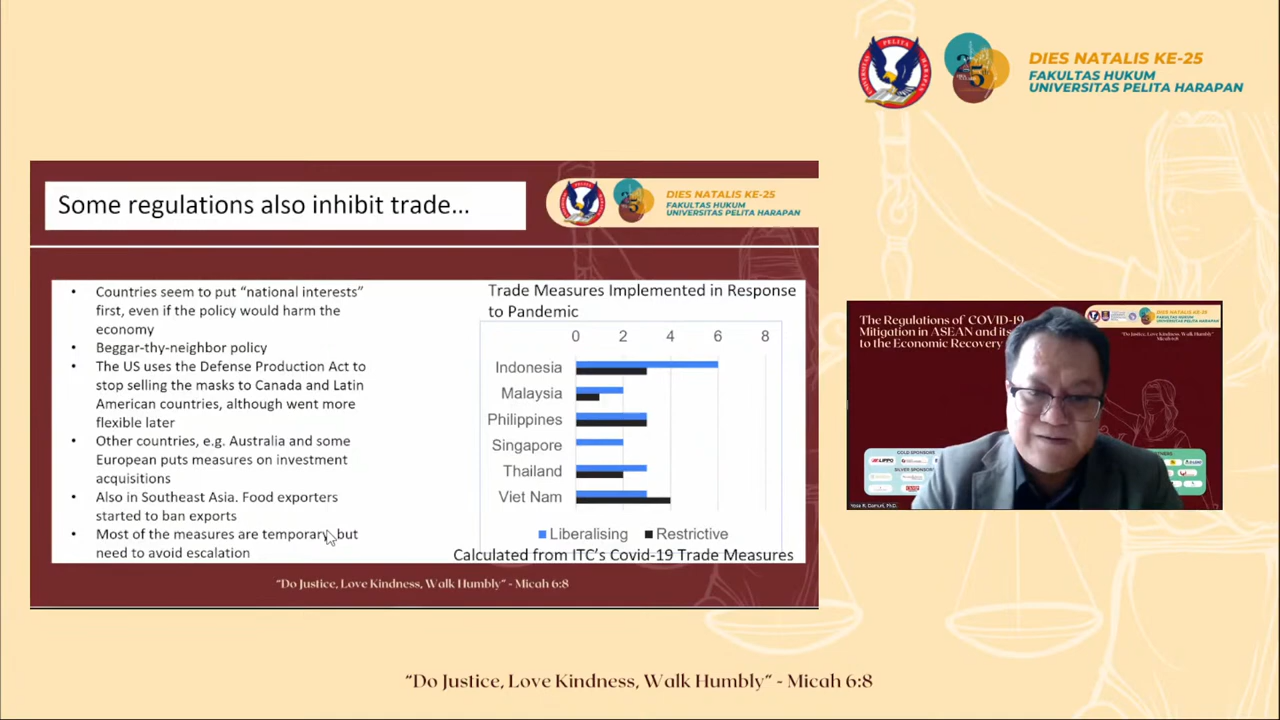 DIES NATALIS KE-25
FAKULTAS HUKUM
UNIVERSITAS PELITA HARAPAN
Some regulations also inhibit trade...
DIES NATALIS KE-25
FAKULTAS HUKUM
UNIVERSITAS PELITA HARAPAN
• Countries seem to put “national interests”
first, even if the policy would harm the
economy
• Beggar-thy-neighbor policy
• The US uses the Defense Production Act to
stop selling the masks to Canada and Latin
American countries, although went more
flexible later
• Other countries, e.g. Australia and some
European puts measures on investment
acquisitions
• Also in Southeast Asia. Food exporters
started to ban exports
• Most of the measures are temporary, but
need to avoid escalation
Trade Measures Implemented in Response
to Pandemic
0 2 4 6 8
Indonesia
Malaysia
Philippines
Singapore
Thailand
Viet Nam
Liberalising Restrictive
Calculated from ITC's Covid-19 Trade Measures
“Do Justice, Love Kindness, Walk Humbly” - Micah 6:8
The Regulations of COVID-19
Mitigation in ASEAN and its
to the Economic Recovery
GOLD SPONSORS
LIPPO
SILVER SPONSORS
“Do Justice, Love Kindness, Walk Humbly” - Micah 6:8